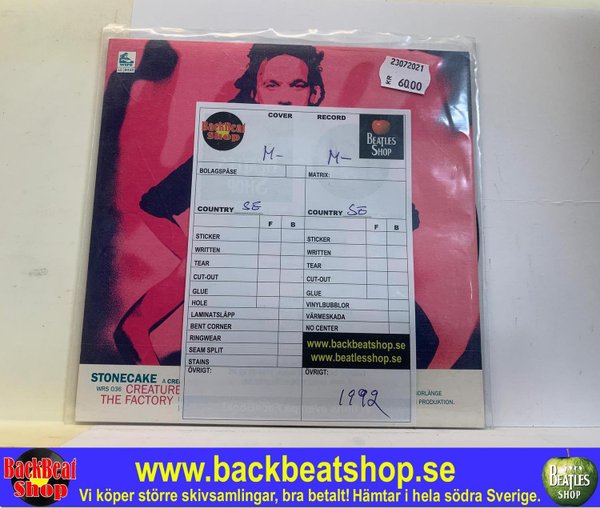 23072021
KR 60.00
COVER RECORD
BackBeat Shop
BEATLES SHOP
M- M-
BOLAGSPÅSE MATRIX:
COUNTRY SE COUNTRY SE
F B F B
STICKER STICKER
WRITTEN WRITTEN
TEAR TEAR
CUT-OUT CUT-OUT
GLUE GLUE
HOLE VINYLBUBBLOR
LAMINATSLÄPP VÄRMESKADA
BENT CORNER NO CENTER
RINGWEAR www.backbeatshop.se
SEAM SPLIT www.beatlesshop.se
STAINS
ÖVRIGT: ÖVRIGT:
1992
STONECAKE A CREA
WRS 036 CREATURE
THE FACTORY
PRODUKTION.
BackBeat Shop
www.backbeatshop.se
Vi köper större skivsamlingar, bra betalt! Hämtar i hela södra Sverige.
BEATLES SHOP